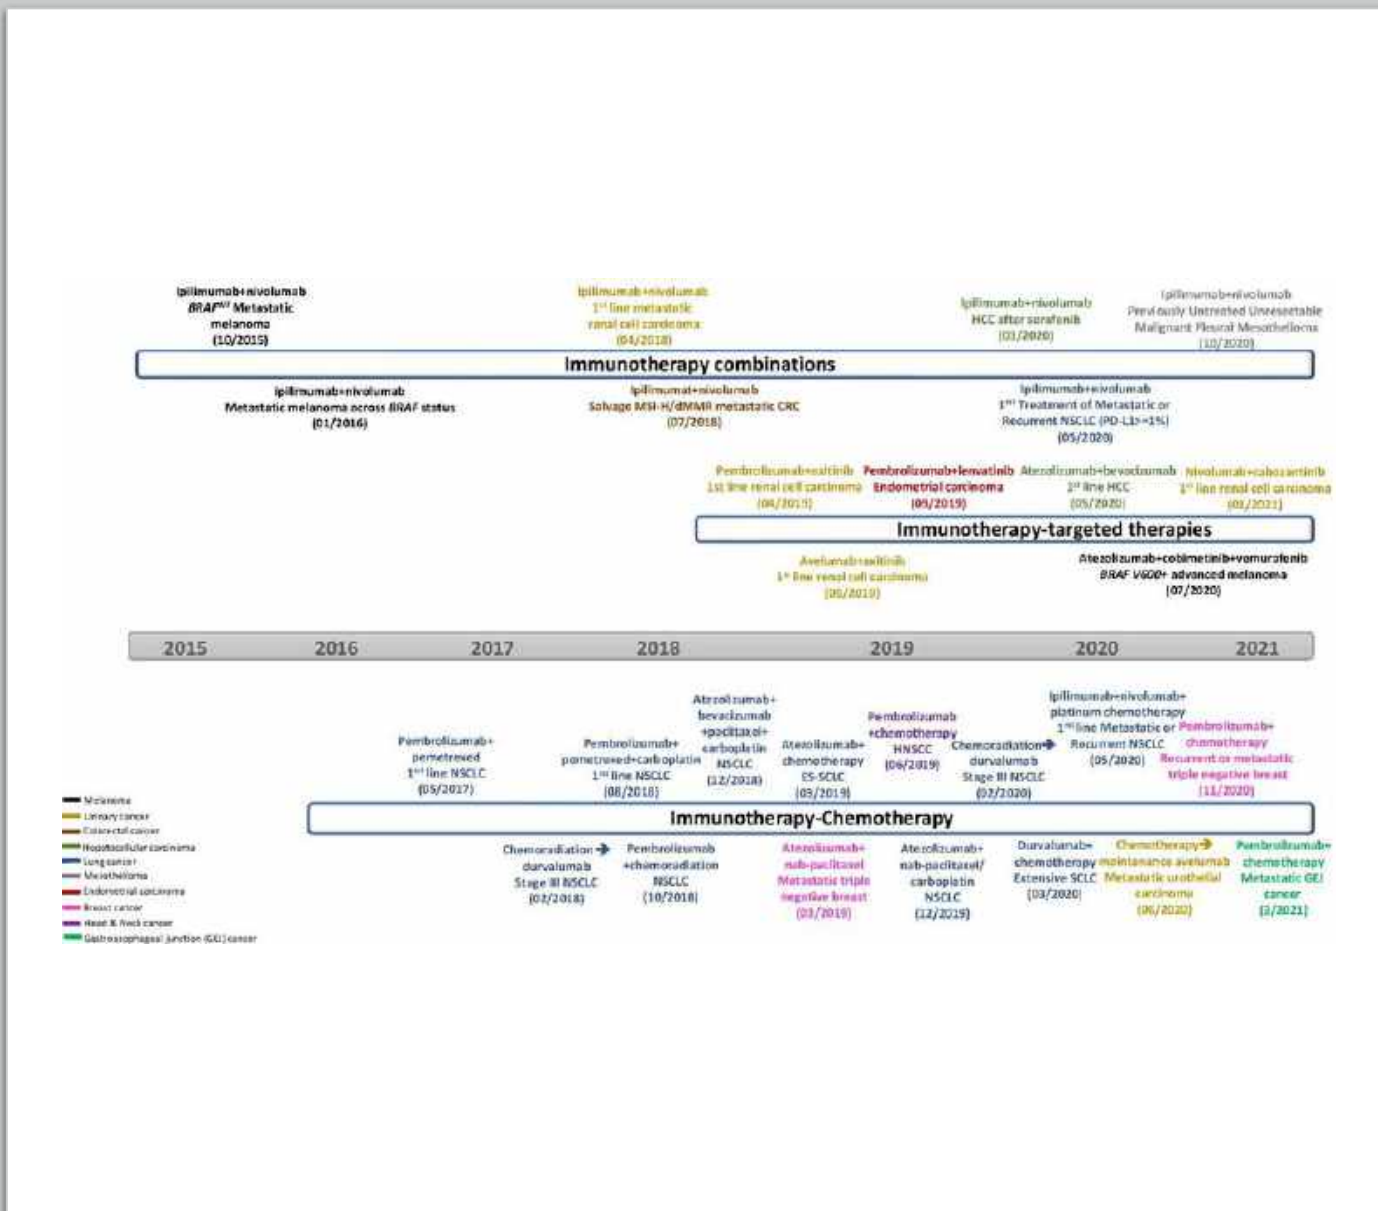 Ipilimumab+nivolumab
BRAFWT Metastatic
melanoma
(10/2015)
Ipilimumab+nivolumab
1st line metastatic
renal cell carcinoma
(04/2018)
Ipilimumab+nivolumab
HCC after sorafenib
(03/2020)
Ipilimumab+nivolumab
Previously Untreated Unresectable
Malignant Pleural Mesothelioma
(10/2020)
Immunotherapy combinations
Ipilimumab+nivolumab
Metastatic melanoma across BRAF status
(01/2016)
Ipilimumab+nivolumab
Salvage MSI-H/dMMR metastatic CRC
(07/2018)
Ipilimumab+nivolumab
1st Treatment of Metastatic or
Recurrent NSCLC (PD-L1>=1%)
(05/2020)
Pembrolizumab+axitinib
1st line renal cell carcinoma
(04/2019)
Pembrolizumab+lenvatinib
Endometrial carcinoma
(09/2019)
Atezolizumab+bevacizumab
1st line HCC
(05/2020)
Nivolumab+cabozantinib
1st line renal cell carcinoma
(01/2021)
Immunotherapy-targeted therapies
Avelumab+axitinib
1st line renal cell carcinoma
(05/2019)
Atezolizumab+cobimetinib+vemurafenib
BRAF V600+ advanced melanoma
(07/2020)
2015 2016 2017 2018 2019 2020 2021
Pembrolizumab+
pemetrexed
1st line NSCLC
(05/2017)
Pembrolizumab+
pemetrexed+carboplatin
1st line NSCLC
(08/2018)
Atezolizumab+
bevacizumab
+paclitaxel+
carboplatin
NSCLC
(12/2018)
Atezolizumab+
chemotherapy
ES-SCLC
(03/2019)
Pembrolizumab
+chemotherapy
HNSCC
(06/2019)
Chemoradiation➔
durvalumab
Stage III NSCLC
(02/2020)
Ipilimumab+nivolumab+
platinum chemotherapy
1st line Metastatic or
Recurrent NSCLC
(05/2020)
Pembrolizumab+
chemotherapy
Recurrent or metastatic
triple negative breast
(11/2020)
Immunotherapy-Chemotherapy
Chemoradiation➔
durvalumab
Stage III NSCLC
(02/2018)
Pembrolizumab
+chemoradiation
NSCLC
(10/2018)
Atezolizumab+
nab-paclitaxel
Metastatic triple
negative breast
(03/2019)
Atezolizumab+
nab-paclitaxel/
carboplatin
NSCLC
(12/2019)
Durvalumab+
chemotherapy
Extensive SCLC
(03/2020)
Chemotherapy➔
maintenance avelumab
Metastatic urothelial
carcinoma
(06/2020)
Pembrolizumab+
chemotherapy
Metastatic GEJ
cancer
(3/2021)
Melanoma
Urinary cancer
Colorectal cancer
Hepatocellular carcinoma
Lung cancer
Mesothelioma
Endometrial carcinoma
Breast cancer
Head & Neck cancer
Gastroesophageal junction (GEJ) cancer